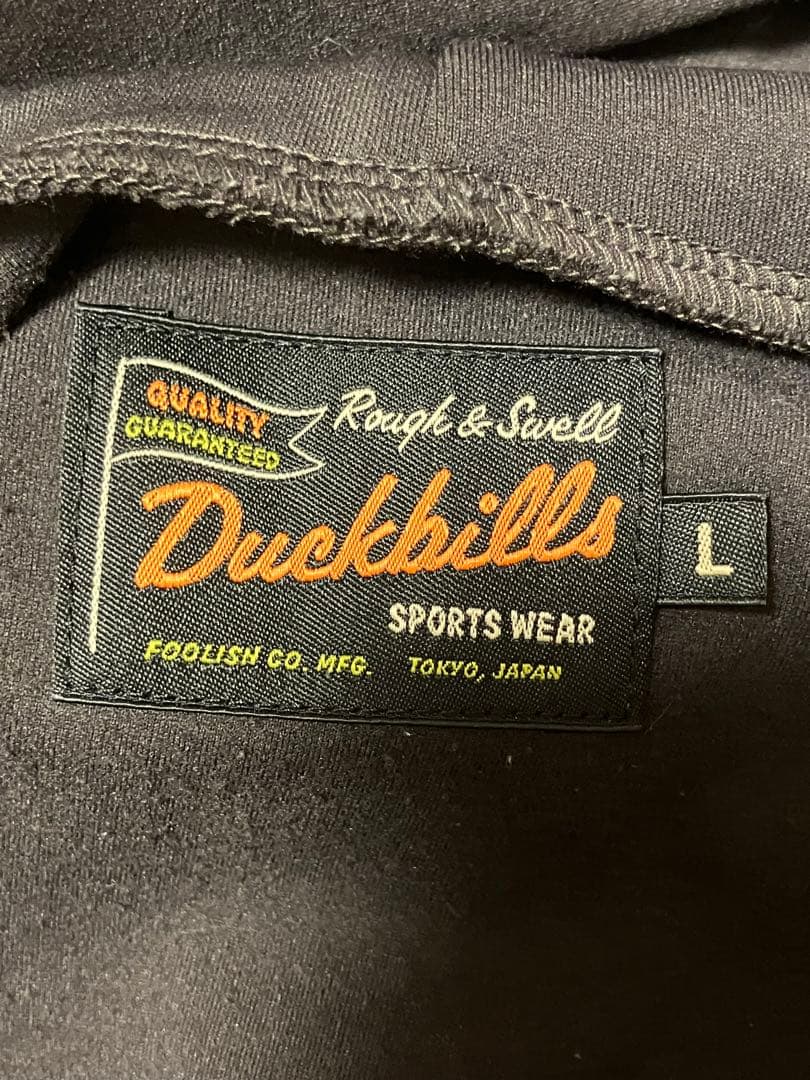 QUALITY
GUARANTEED
Rough & Swell
Duckbills
SPORTS WEAR
FOOLISH CO. MFG. TOKYO, JAPAN
L